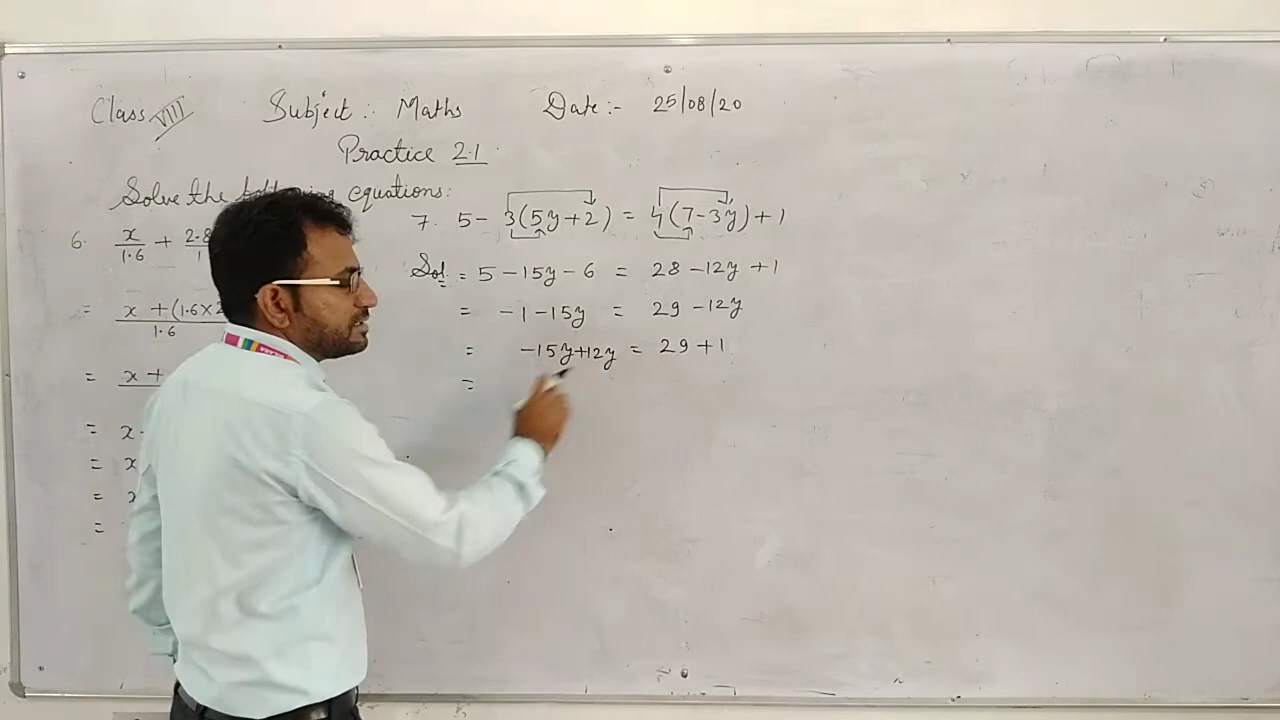 Class VIII Subject :. Maths Date :- 25/08/20
Practice 2.1
Solve the following equations:
6. x/1.6 + 2.8
= x + (1.6×2 / 1.6
= x +
= x
= x
= x
=
7. 5 - 3(5y+2) = 4(7-3y)+1
Sol. = 5 - 15y - 6 = 28 - 12y + 1
= -1 - 15y = 29 - 12y
= -15y+12y = 29 + 1
=